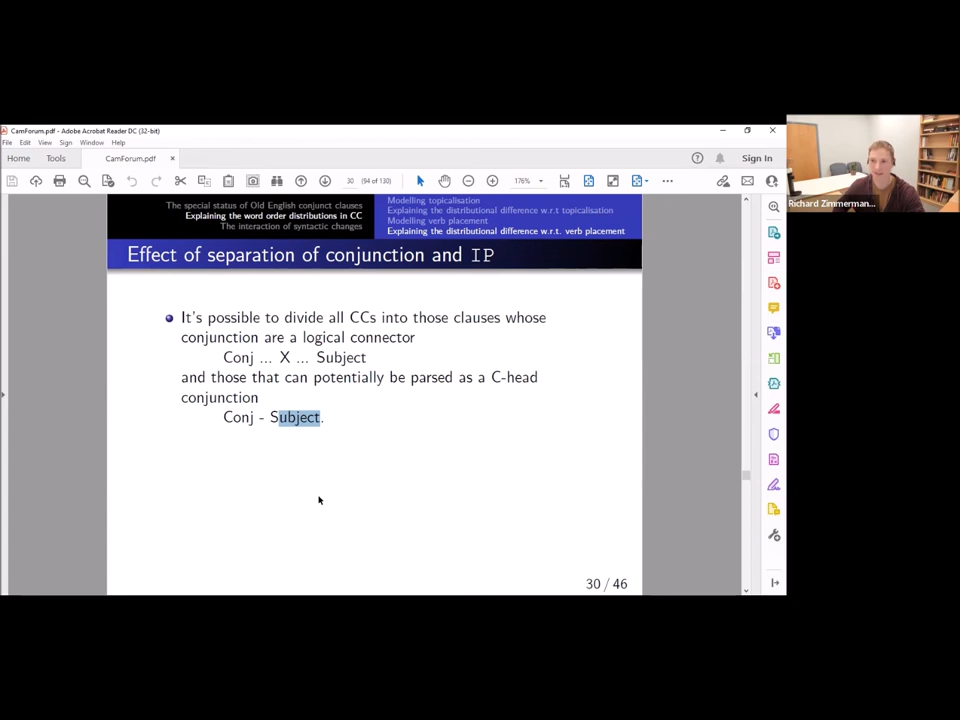 CamForum.pdf - Adobe Acrobat Reader DC (32-bit)
File Edit View Sign Window Help
Home Tools CamForum.pdf × Sign In
30 (94 of 130) 176%
The special status of Old English conjunct clauses
Explaining the word order distributions in CC
The interaction of syntactic changes
Modelling topicalisation
Explaining the distributional difference w.r.t topicalisation
Modelling verb placement
Explaining the distributional difference w.r.t. verb placement
Effect of separation of conjunction and IP
It's possible to divide all CCs into those clauses whose
conjunction are a logical connector
Conj ... X ... Subject
and those that can potentially be parsed as a C-head
conjunction
Conj - Subject.
30 / 46
Richard Zimmerman...